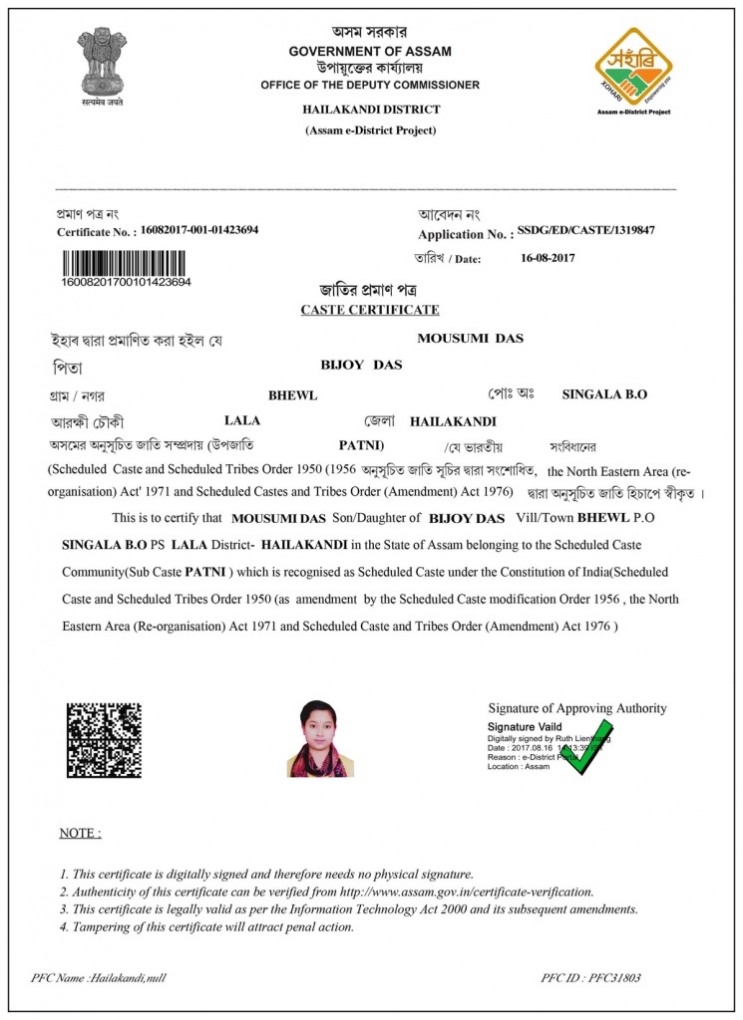 অসম সরকার
GOVERNMENT OF ASSAM
উপায়ুক্তের কার্য্যালয়
OFFICE OF THE DEPUTY COMMISSIONER
HAILAKANDI DISTRICT
(Assam e-District Project)
सत्यमेव जयते
সহাঁৰি
XOHARI
Empowering you
Assam e-District Project
প্রমাণ পত্র নং
Certificate No. : 16082017-001-01423694
আবেদন নং
Application No. : SSDG/ED/CASTE/1319847
তারিখ / Date: 16-08-2017
16008201700101423694
জাতির প্রমাণ পত্র
CASTE CERTIFICATE
ইহাৰ দ্বারা প্রমাণিত করা হইল যে MOUSUMI DAS
পিতা BIJOY DAS
গ্রাম / নগর BHEWL পোঃ অঃ SINGALA B.O
আরক্ষী চৌকী LALA জেলা HAILAKANDI
অসমের অনুসূচিত জাতি সম্প্রদায় (উপজাতি PATNI) /যে ভারতীয় সংবিধানের
(Scheduled Caste and Scheduled Tribes Order 1950 (1956 অনুসূচিত জাতি সূচির দ্বারা সংশোধিত, the North Eastern Area (re-
organisation) Act' 1971 and Scheduled Castes and Tribes Order (Amendment) Act 1976) দ্বারা অনুসূচিত জাতি হিচাপে স্বীকৃত ।
This is to certify that MOUSUMI DAS Son/Daughter of BIJOY DAS Vill/Town BHEWL P.O
SINGALA B.O PS LALA District- HAILAKANDI in the State of Assam belonging to the Scheduled Caste
Community(Sub Caste PATNI ) which is recognised as Scheduled Caste under the Constitution of India(Scheduled
Caste and Scheduled Tribes Order 1950 (as amendment by the Scheduled Caste modification Order 1956 , the North
Eastern Area (Re-organisation) Act 1971 and Scheduled Caste and Tribes Order (Amendment) Act 1976 )
Signature of Approving Authority
Signature Vaild
Digitally signed by Ruth
Date : 2017.08.16
Reason : e-District
Location : Assam
NOTE :
1. This certificate is digitally signed and therefore needs no physical signature.
2. Authenticity of this certificate can be verified from http://www.assam.gov.in/certificate-verification.
3. This certificate is legally valid as per the Information Technology Act 2000 and its subsequent amendments.
4. Tampering of this certificate will attract penal action.
PFC Name :Hailakandi,null
PFC ID : PFC31803